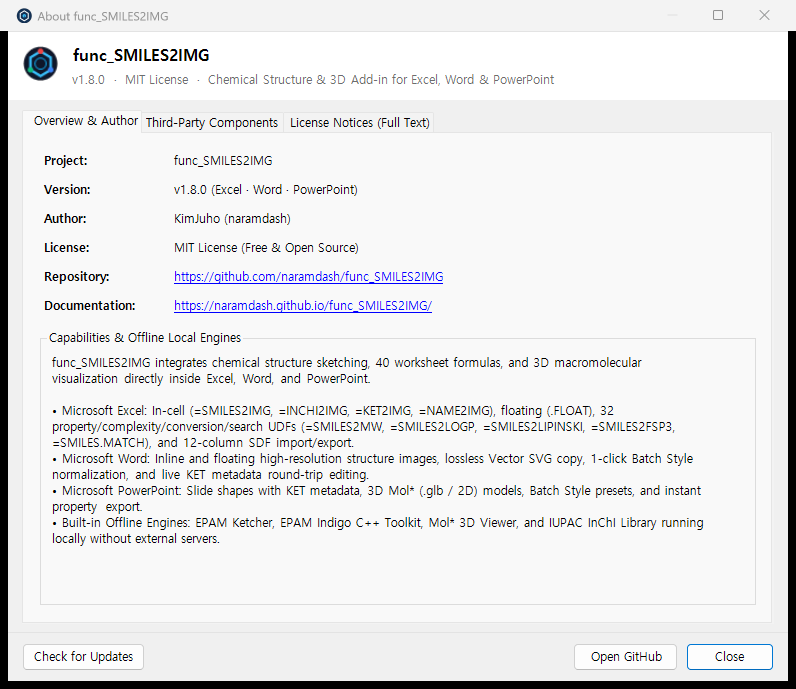 About func_SMILES2IMG
func_SMILES2IMG
v1.8.0 · MIT License · Chemical Structure & 3D Add-in for Excel, Word & PowerPoint
Overview & Author
Third-Party Components
License Notices (Full Text)
Project: func_SMILES2IMG
Version: v1.8.0 (Excel · Word · PowerPoint)
Author: KimJuho (naramdash)
License: MIT License (Free & Open Source)
Repository: https://github.com/naramdash/func_SMILES2IMG
Documentation: https://naramdash.github.io/func_SMILES2IMG/
Capabilities & Offline Local Engines
func_SMILES2IMG integrates chemical structure sketching, 40 worksheet formulas, and 3D macromolecular
visualization directly inside Excel, Word, and PowerPoint.
• Microsoft Excel: In-cell (=SMILES2IMG, =INCHI2IMG, =KET2IMG, =NAME2IMG), floating (.FLOAT), 32
property/complexity/conversion/search UDFs (=SMILES2MW, =SMILES2LOGP, =SMILES2LIPINSKI, =SMILES2FSP3,
=SMILES.MATCH), and 12-column SDF import/export.
• Microsoft Word: Inline and floating high-resolution structure images, lossless Vector SVG copy, 1-click Batch Style
normalization, and live KET metadata round-trip editing.
• Microsoft PowerPoint: Slide shapes with KET metadata, 3D Mol* (.glb / 2D) models, Batch Style presets, and instant
property export.
• Built-in Offline Engines: EPAM Ketcher, EPAM Indigo C++ Toolkit, Mol* 3D Viewer, and IUPAC InChI Library running
locally without external servers.
Check for Updates
Open GitHub
Close